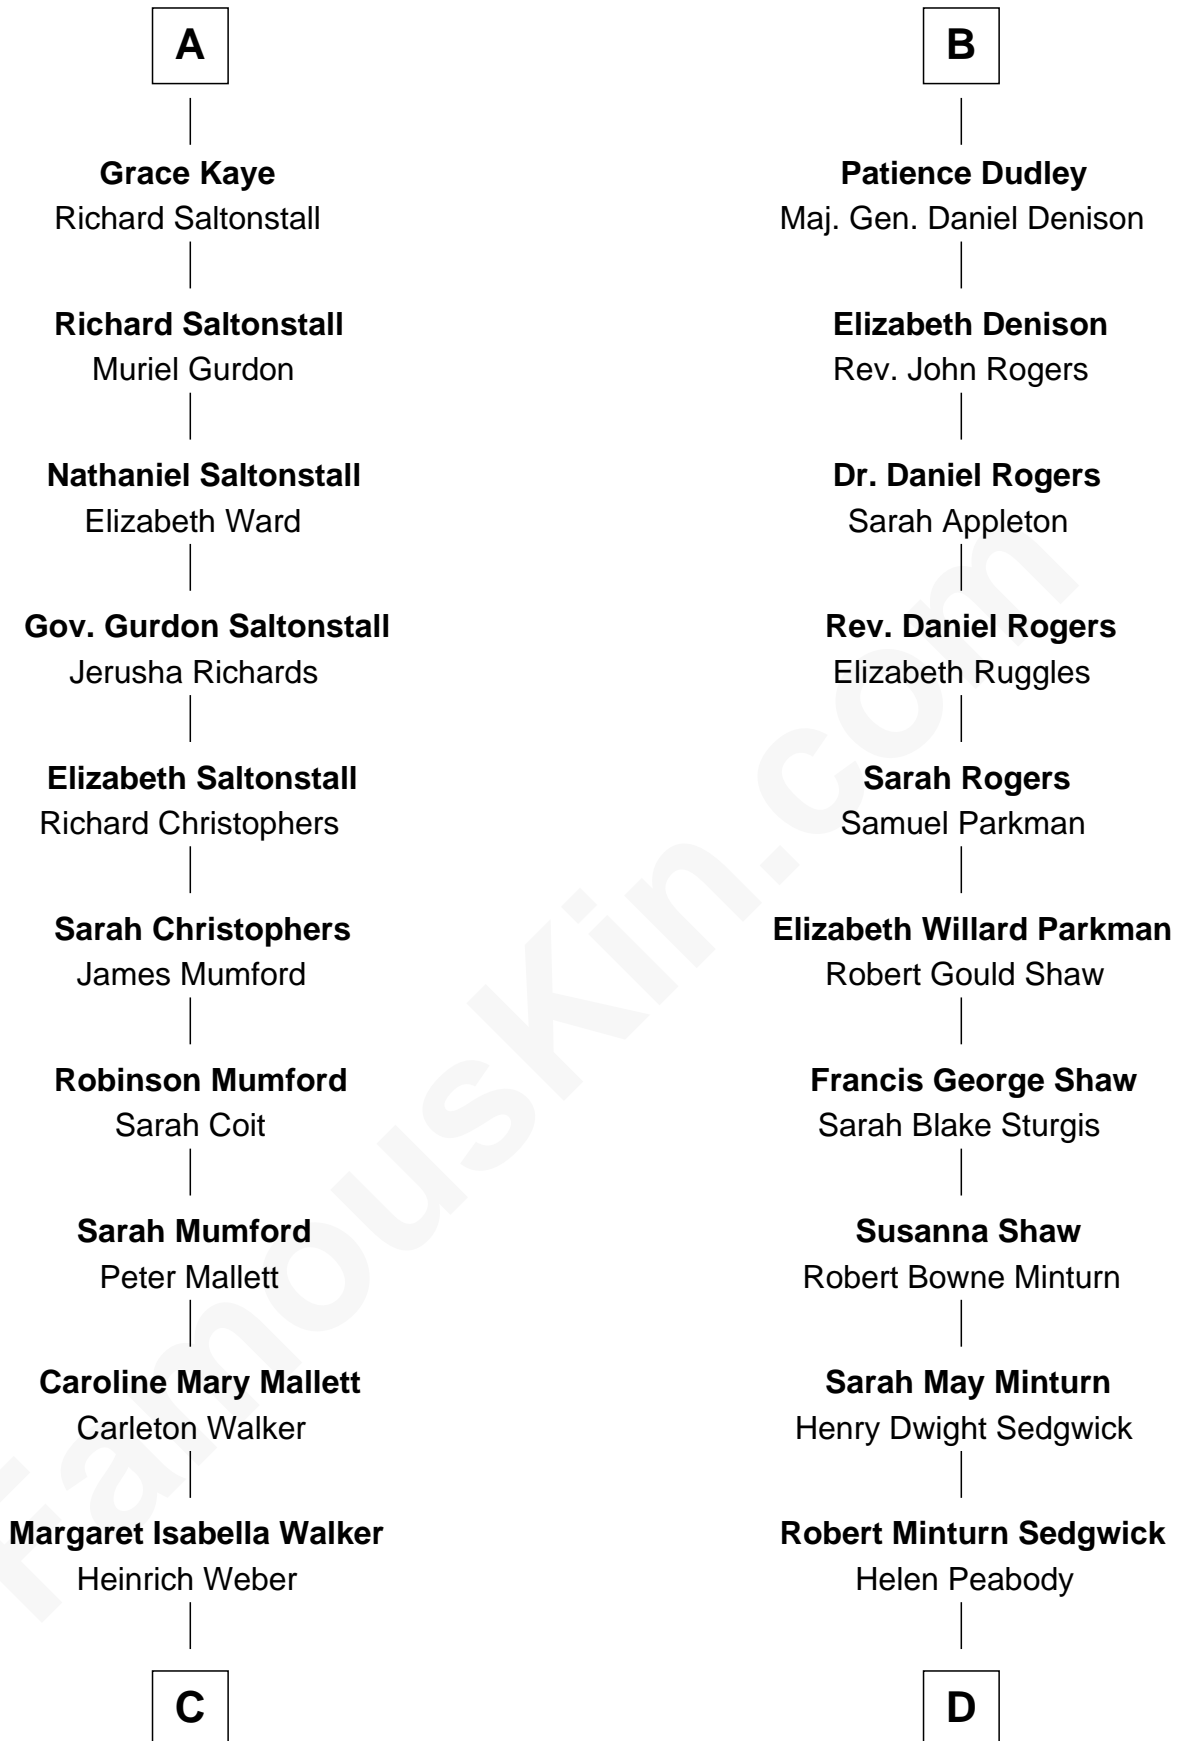 A
Grace Kaye
Richard Saltonstall
Richard Saltonstall
Muriel Gurdon
Nathaniel Saltonstall
Elizabeth Ward
Gov. Gurdon Saltonstall
Jerusha Richards
Elizabeth Saltonstall
Richard Christophers
Sarah Christophers
James Mumford
Robinson Mumford
Sarah Coit
Sarah Mumford
Peter Mallett
Caroline Mary Mallett
Carleton Walker
Margaret Isabella Walker
Heinrich Weber
C
B
Patience Dudley
Maj. Gen. Daniel Denison
Elizabeth Denison
Rev. John Rogers
Dr. Daniel Rogers
Sarah Appleton
Rev. Daniel Rogers
Elizabeth Ruggles
Sarah Rogers
Samuel Parkman
Elizabeth Willard Parkman
Robert Gould Shaw
Francis George Shaw
Sarah Blake Sturgis
Susanna Shaw
Robert Bowne Minturn
Sarah May Minturn
Henry Dwight Sedgwick
Robert Minturn Sedgwick
Helen Peabody
D
FamousKin.com